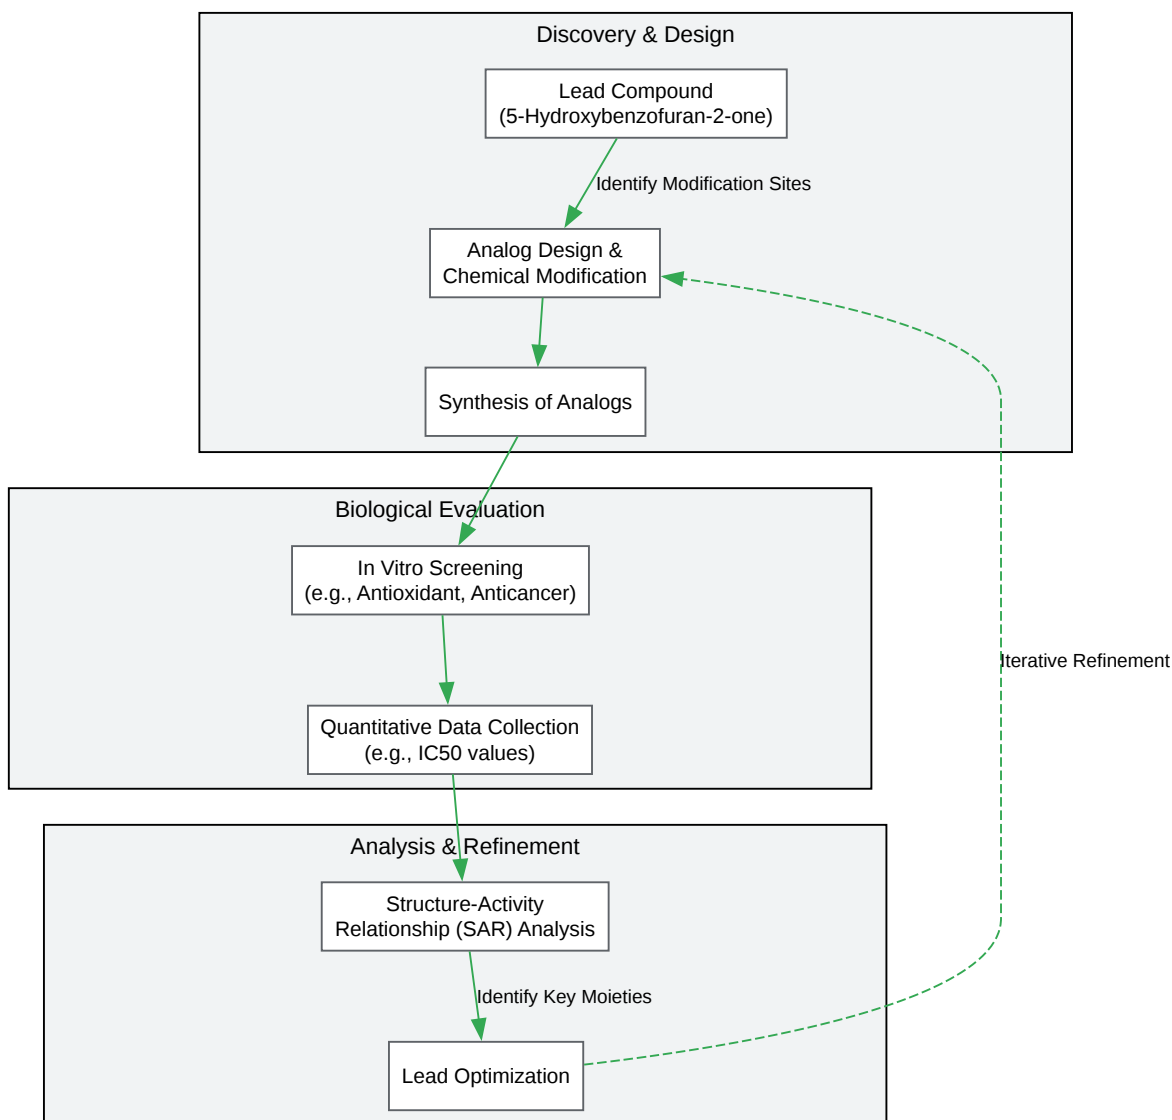 Discovery & Design
Lead Compound
(5-Hydroxybenzofuran-2-one)
Identify Modification Sites
Analog Design &
Chemical Modification
Synthesis of Analogs
Biological Evaluation
In Vitro Screening
(e.g., Antioxidant, Anticancer)
Iterative Refinement
Quantitative Data Collection
(e.g., IC50 values)
Analysis & Refinement
Structure-Activity
Relationship (SAR) Analysis
Identify Key Moieties
Lead Optimization